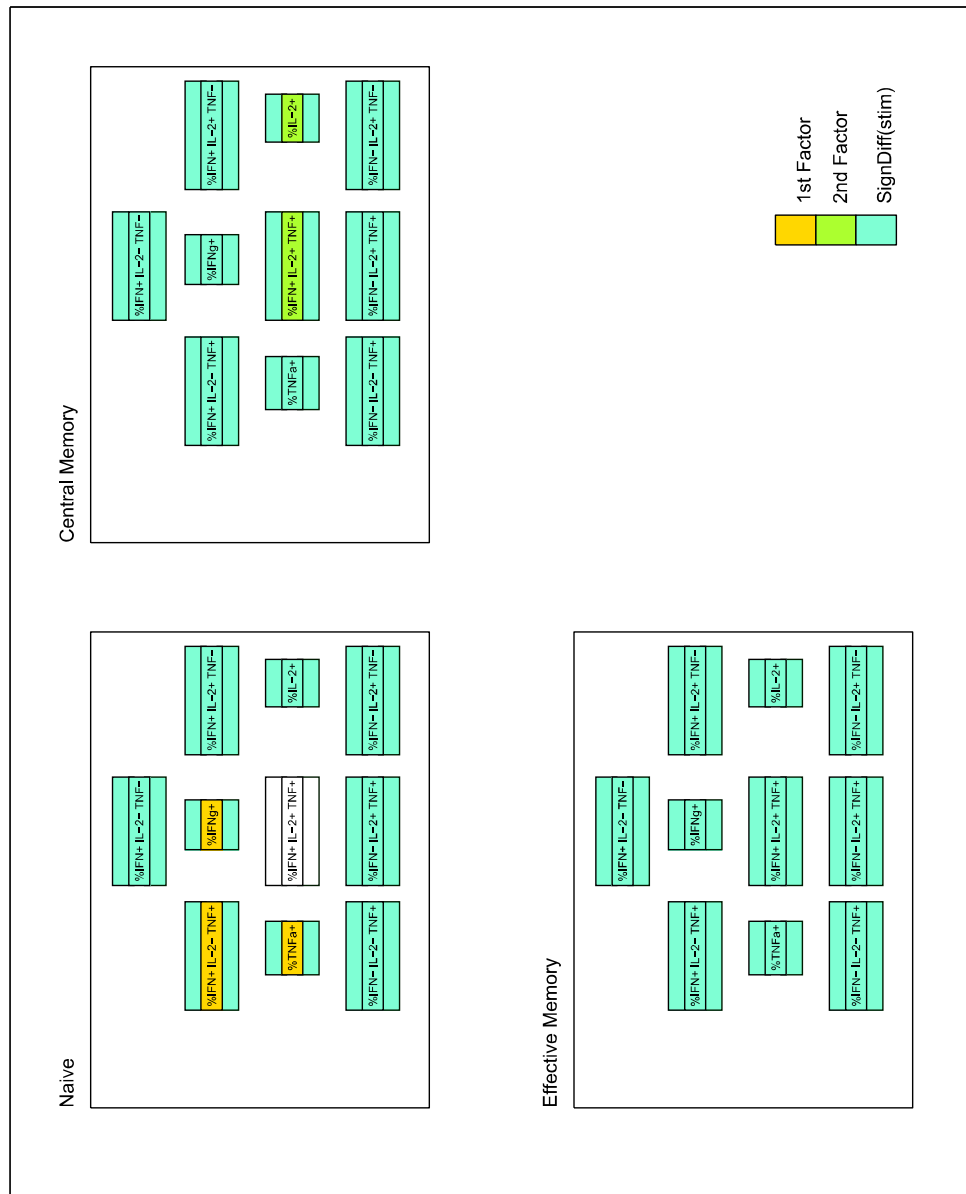 Naive
%IFN+ IL-2- TNF-
%IFN+ IL-2- TNF+
%IFNg+
%IFN+ IL-2+ TNF-
%TNFa+
%IFN+ IL-2+ TNF+
%IL-2+
%IFN- IL-2- TNF+
%IFN- IL-2+ TNF+
%IFN- IL-2+ TNF-
Central Memory
%IFN+ IL-2- TNF-
%IFN+ IL-2- TNF+
%IFNg+
%IFN+ IL-2+ TNF-
%TNFa+
%IFN+ IL-2+ TNF+
%IL-2+
%IFN- IL-2- TNF+
%IFN- IL-2+ TNF+
%IFN- IL-2+ TNF-
Effective Memory
%IFN+ IL-2- TNF-
%IFN+ IL-2- TNF+
%IFNg+
%IFN+ IL-2+ TNF-
%TNFa+
%IFN+ IL-2+ TNF+
%IL-2+
%IFN- IL-2- TNF+
%IFN- IL-2+ TNF+
%IFN- IL-2+ TNF-
1st Factor
2nd Factor
SignDiff(stim)